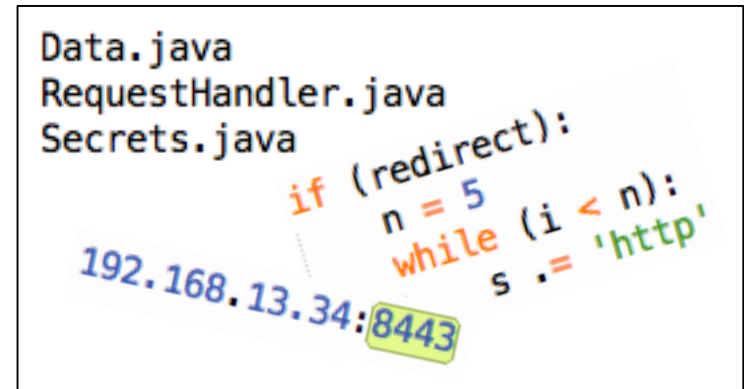 Data.java
RequestHandler.java
Secrets.java
if (redirect):
n = 5
while (i < n):
s .= 'http'
192.168.13.34:8443